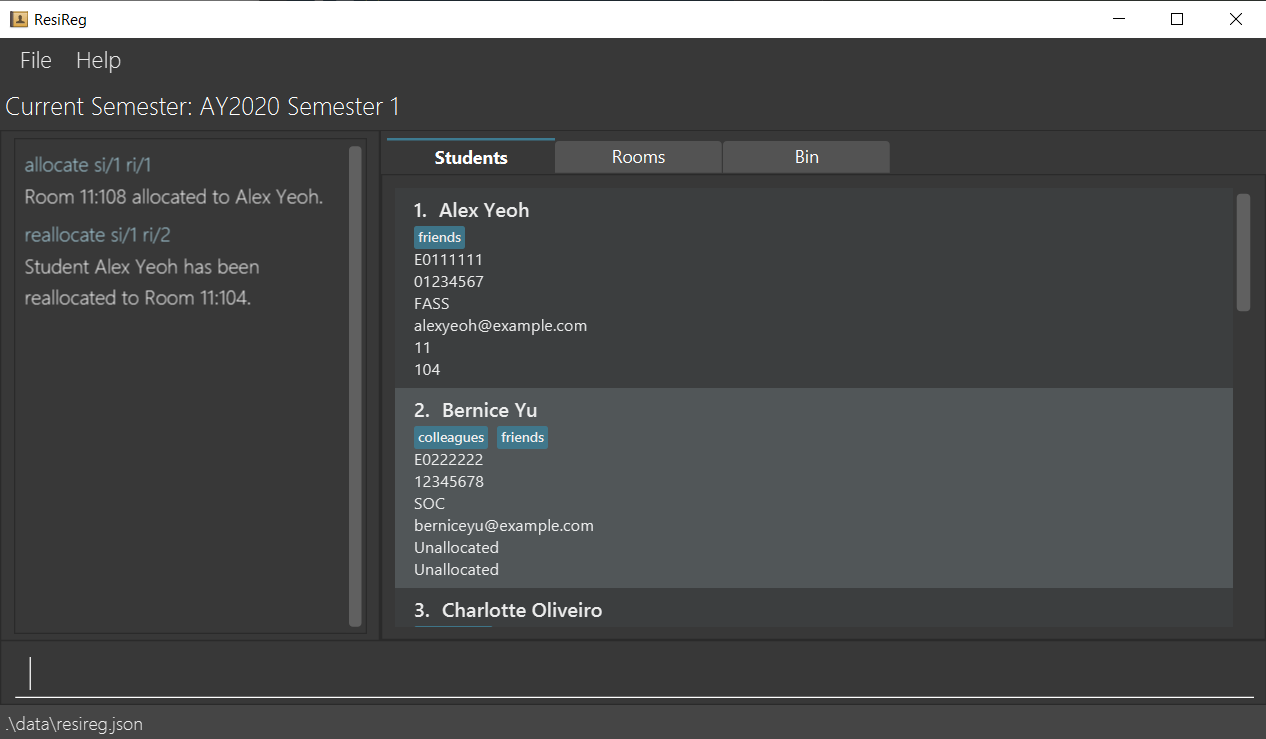 ResiReg
File Help
Current Semester: AY2020 Semester 1
allocate si/1 ri/1
Room 11:108 allocated to Alex Yeoh.
reallocate si/1 ri/2
Student Alex Yeoh has been
reallocated to Room 11:104.
Students Rooms Bin
1. Alex Yeoh
friends
E0111111
01234567
FASS
alexyeoh@example.com
11
104
2. Bernice Yu
colleagues friends
E0222222
12345678
SOC
berniceyu@example.com
Unallocated
Unallocated
3. Charlotte Oliveiro
.\data\resireg.json